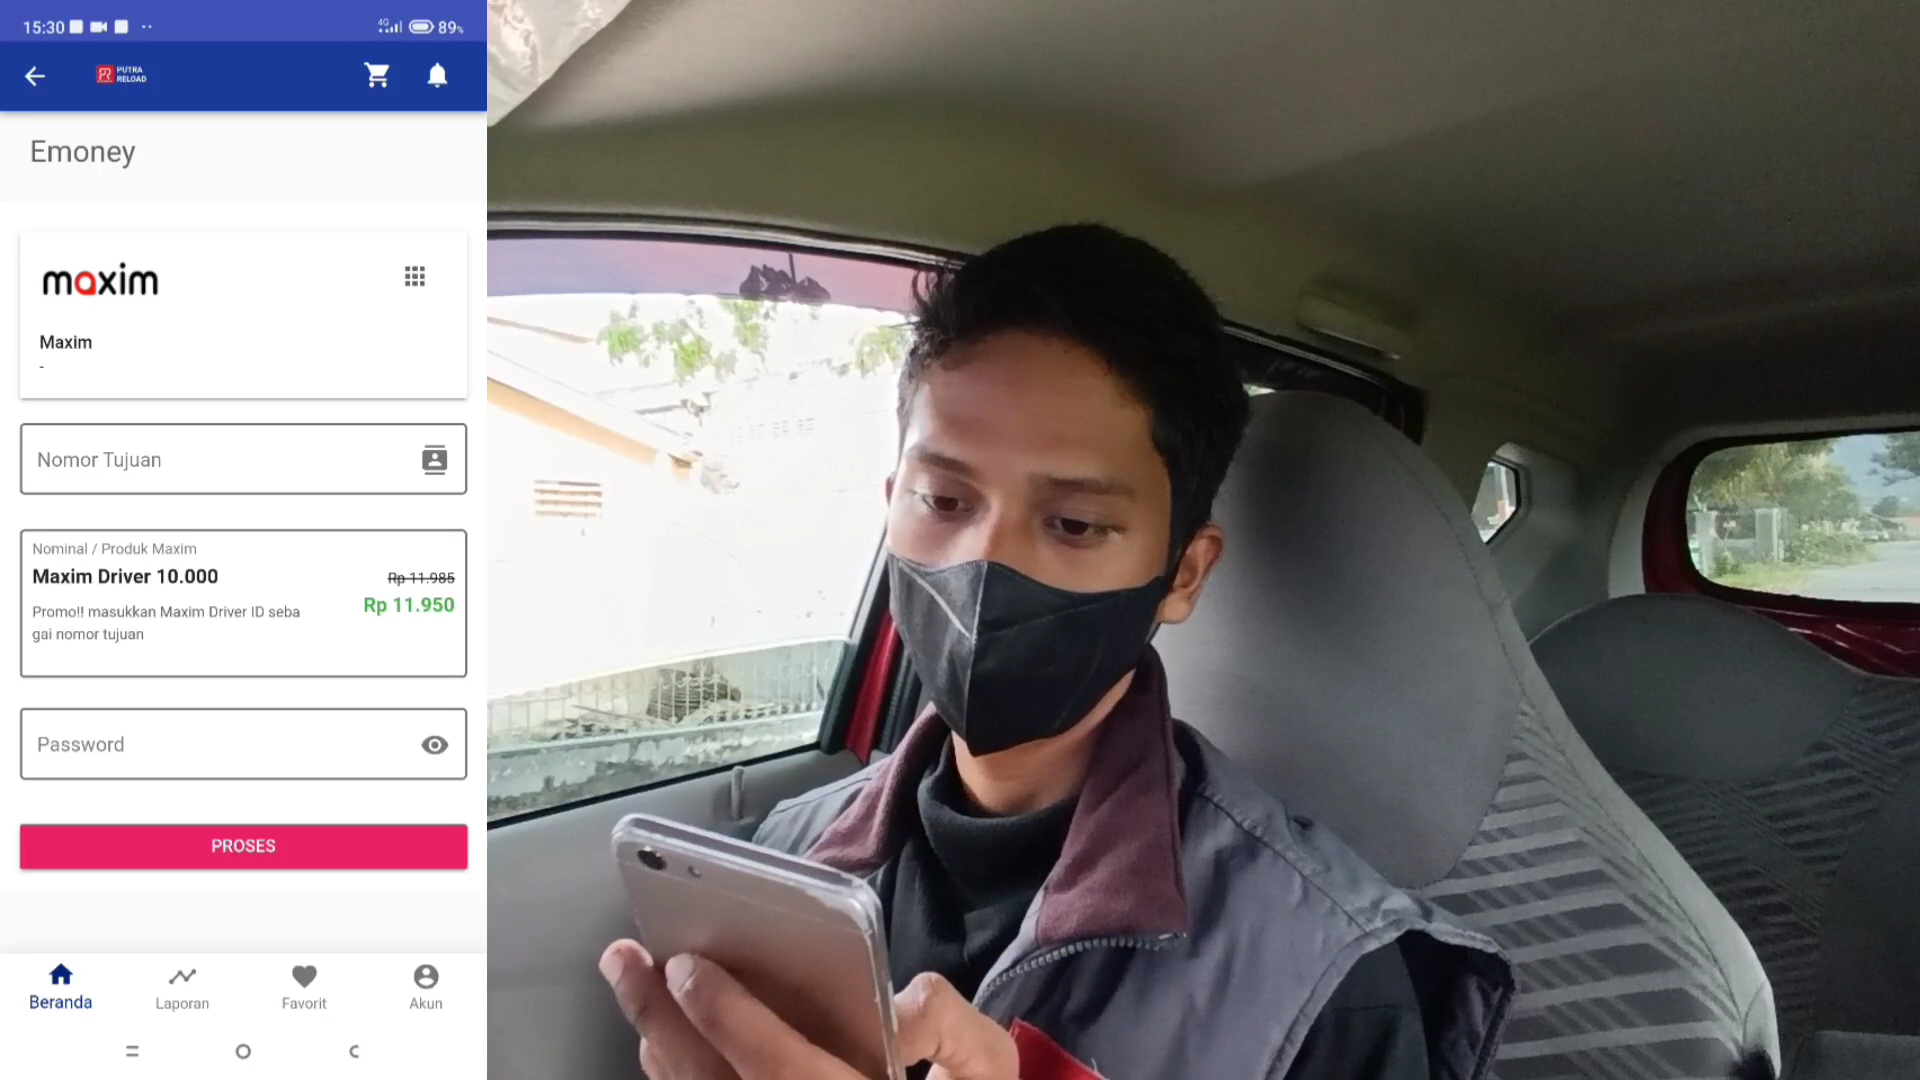 15:30
4G
89%
PUTRA
RELOAD
Emoney
maxim
Maxim
-
Nomor Tujuan
Nominal / Produk Maxim
Maxim Driver 10.000
Rp 11.985
Promo!! masukkan Maxim Driver ID seba
gai nomor tujuan
Rp 11.950
Password
PROSES
Beranda
Laporan
Favorit
Akun